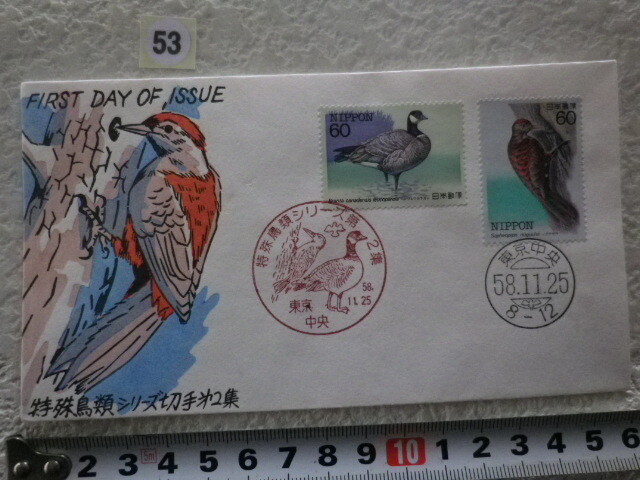 53
FIRST DAY OF ISSUE
NIPPON
60
日本郵便
日本郵便
60
NIPPON
特殊鳥類シリーズ第2集
58.
11.25
東京
中央
東京中央
58.11.25
8-12
特殊鳥類シリーズ切手第2集
2 3 4 5 6 7 8 9 10 1 2 3 4 5 6